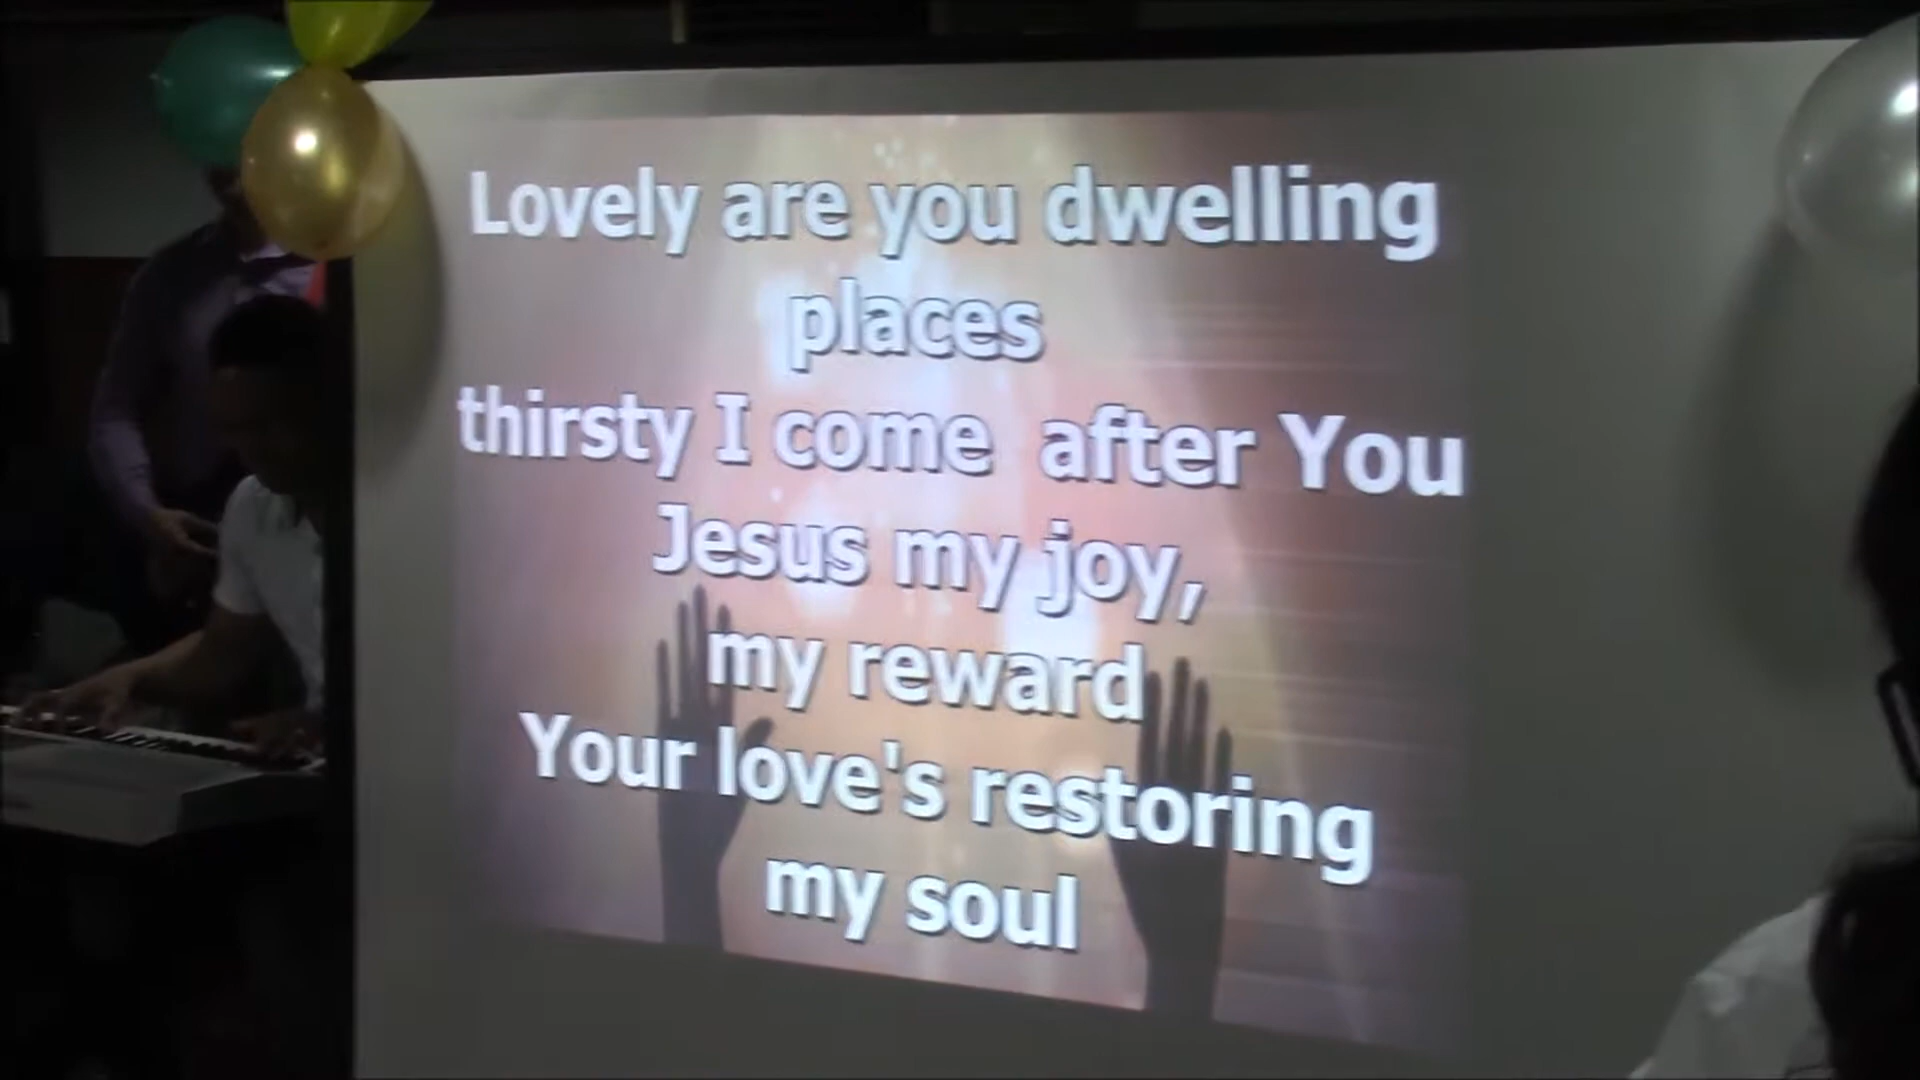 Lovely are you dwelling
places
thirsty I come after You
Jesus my joy,
my reward
Your love's restoring
my soul